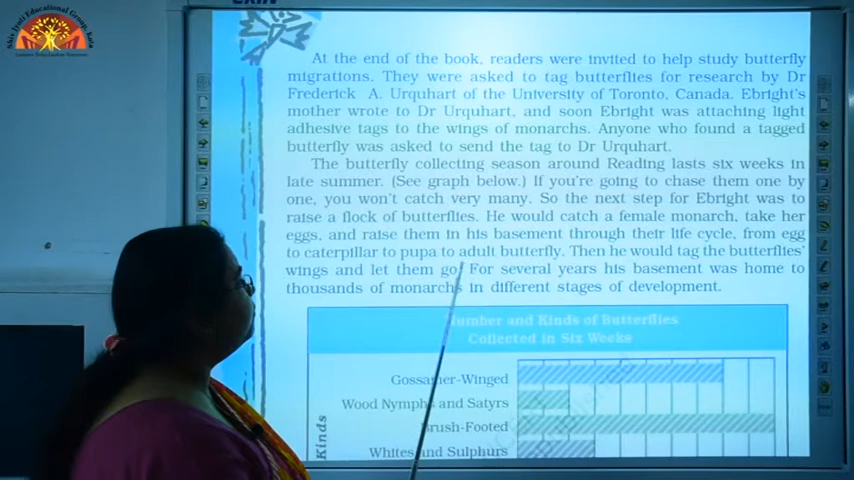 Shiv Jyoti Educational Group, Kota
At the end of the book, readers were invited to help study butterfly
migrations. They were asked to tag butterflies for research by Dr
Frederick A. Urquhart of the University of Toronto, Canada. Ebright's
mother wrote to Dr Urquhart, and soon Ebright was attaching light
adhesive tags to the wings of monarchs. Anyone who found a tagged
butterfly was asked to send the tag to Dr Urquhart.
The butterfly collecting season around Reading lasts six weeks in
late summer. (See graph below.) If you're going to chase them one by
one, you won't catch very many. So the next step for Ebright was to
raise a flock of butterflies. He would catch a female monarch, take her
eggs, and raise them in his basement through their life cycle, from egg
to caterpillar to pupa to adult butterfly. Then he would tag the butterflies'
wings and let them go. For several years his basement was home to
thousands of monarchs in different stages of development.
Number and Kinds of Butterflies
Collected in Six Weeks
Gossamer-Winged
Wood Nymphs and Satyrs
Brush-Footed
Whites and Sulphurs
Kinds